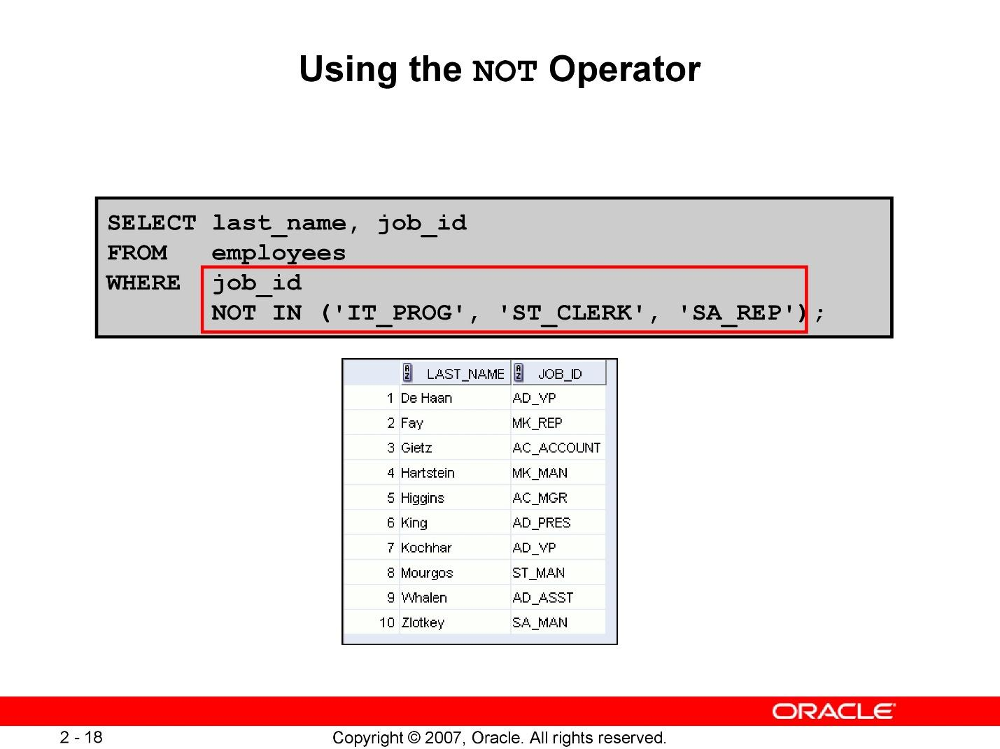 Using the NOT Operator
SELECT last_name, job_id
FROM   employees
WHERE  job_id
       NOT IN ('IT_PROG', 'ST_CLERK', 'SA_REP');
LAST_NAME JOB_ID
1 De Haan AD_VP
2 Fay MK_REP
3 Gietz AC_ACCOUNT
4 Hartstein MK_MAN
5 Higgins AC_MGR
6 King AD_PRES
7 Kochhar AD_VP
8 Mourgos ST_MAN
9 Whalen AD_ASST
10 Zlotkey SA_MAN
ORACLE
2 - 18 Copyright © 2007, Oracle. All rights reserved.